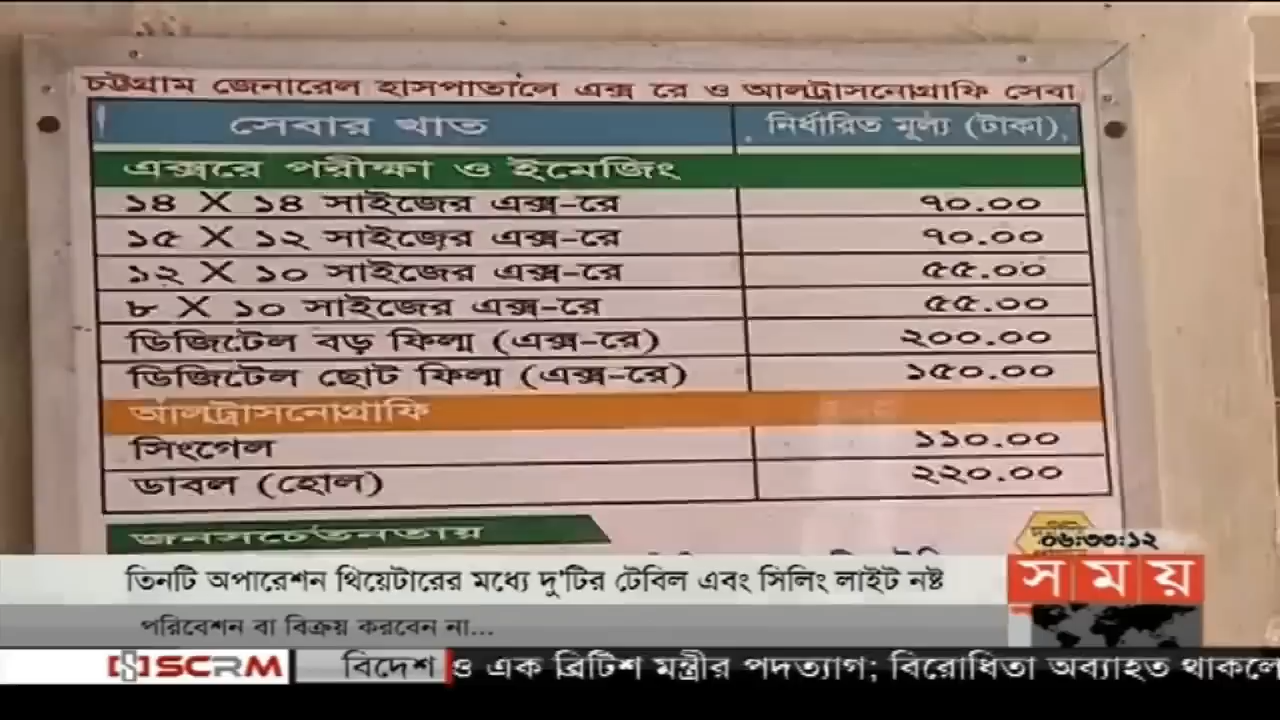 চট্টগ্রাম জেনারেল হাসপাতালে এক্স রে ও আলট্রাসনোগ্রাফি সেবা
সেবার খাত নির্ধারিত মূল্য (টাকা)
এক্সরে পরীক্ষা ও ইমেজিং
১৪ X ১৪ সাইজের এক্স-রে ৭০.০০
১৫ X ১২ সাইজের এক্স-রে ৭০.০০
১২ X ১০ সাইজের এক্স-রে ৫৫.০০
৮ X ১০ সাইজের এক্স-রে ৫৫.০০
ডিজিটেল বড় ফিল্ম (এক্স-রে) ২০০.০০
ডিজিটেল ছোট ফিল্ম (এক্স-রে) ১৫০.০০
আলট্রাসনোগ্রাফি
সিংগেল ১১০.০০
ডাবল (হোল) ২২০.০০
জনসচেতনতায়
০৬:৩৩:১২
তিনটি অপারেশন থিয়েটারের মধ্যে দু'টির টেবিল এবং সিলিং লাইট নষ্ট
সময়
পরিবেশন বা বিক্রয় করবেন না...
SCRM বিদেশ ও এক ব্রিটিশ মন্ত্রীর পদত্যাগ; বিরোধিতা অব্যাহত থাকলে